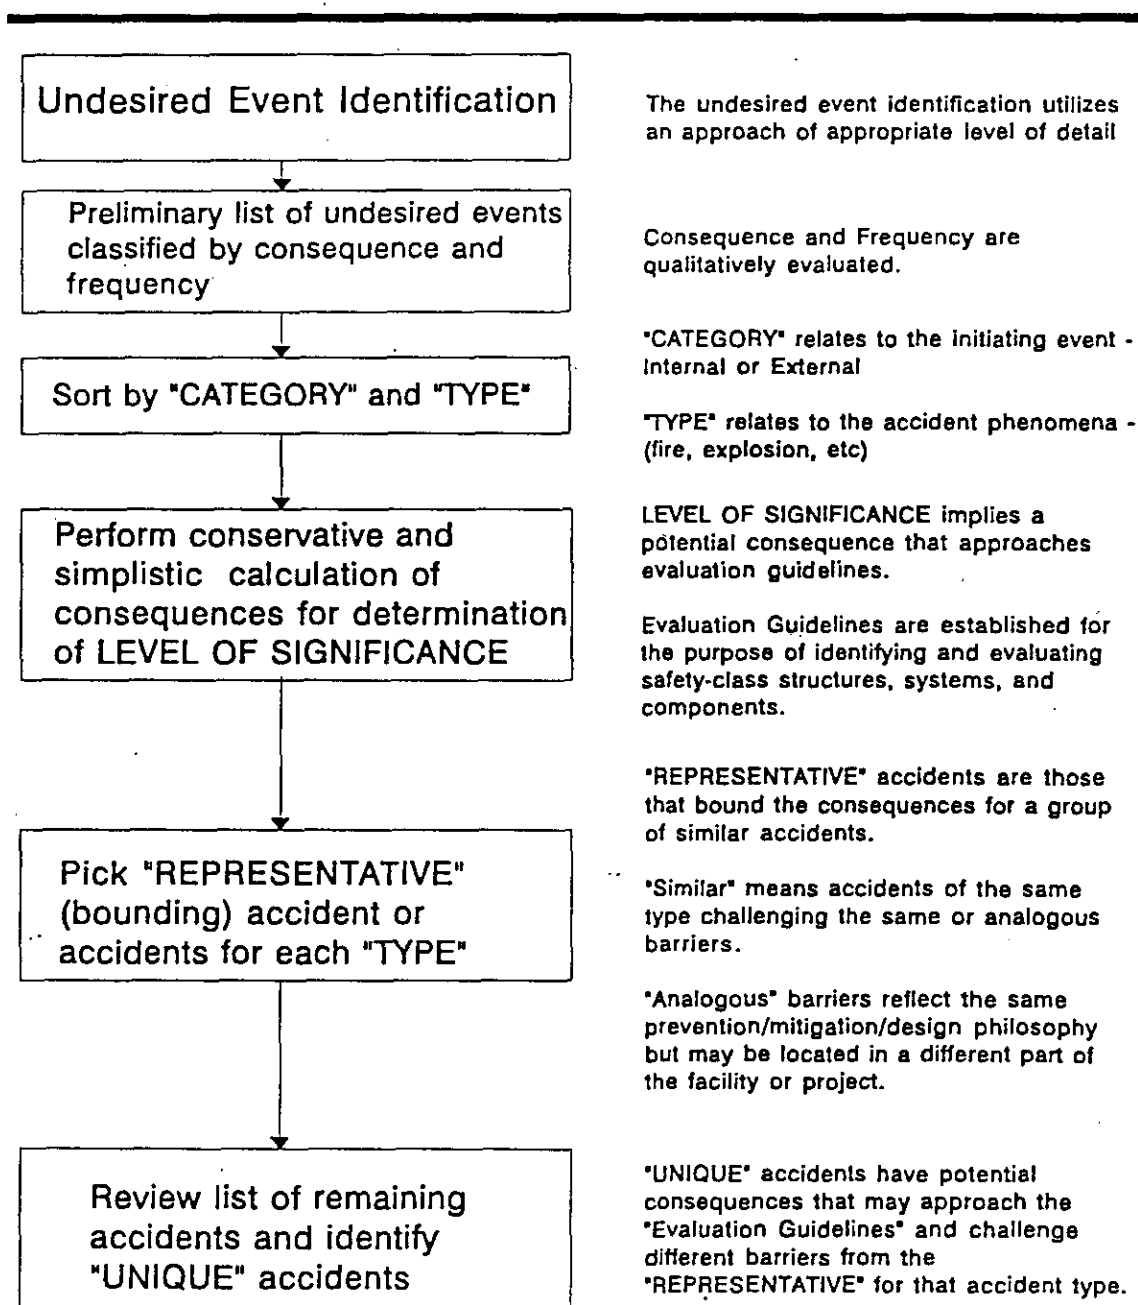 Undesired Event Identification
The undesired event identification utilizes
an approach of appropriate level of detail
Preliminary list of undesired events
classified by consequence and
frequency
Consequence and Frequency are
qualitatively evaluated.
Sort by "CATEGORY" and "TYPE"
"CATEGORY" relates to the initiating event -
Internal or External
"TYPE" relates to the accident phenomena -
(fire, explosion, etc)
Perform conservative and
simplistic calculation of
consequences for determination
of LEVEL OF SIGNIFICANCE
LEVEL OF SIGNIFICANCE implies a
potential consequence that approaches
evaluation guidelines.
Evaluation Guidelines are established for
the purpose of identifying and evaluating
safety-class structures, systems, and
components.
Pick "REPRESENTATIVE"
(bounding) accident or
accidents for each "TYPE"
"REPRESENTATIVE" accidents are those
that bound the consequences for a group
of similar accidents.
"Similar" means accidents of the same
type challenging the same or analogous
barriers.
"Analogous" barriers reflect the same
prevention/mitigation/design philosophy
but may be located in a different part of
the facility or project.
Review list of remaining
accidents and identify
"UNIQUE" accidents
"UNIQUE" accidents have potential
consequences that may approach the
"Evaluation Guidelines" and challenge
different barriers from the
"REPRESENTATIVE" for that accident type.